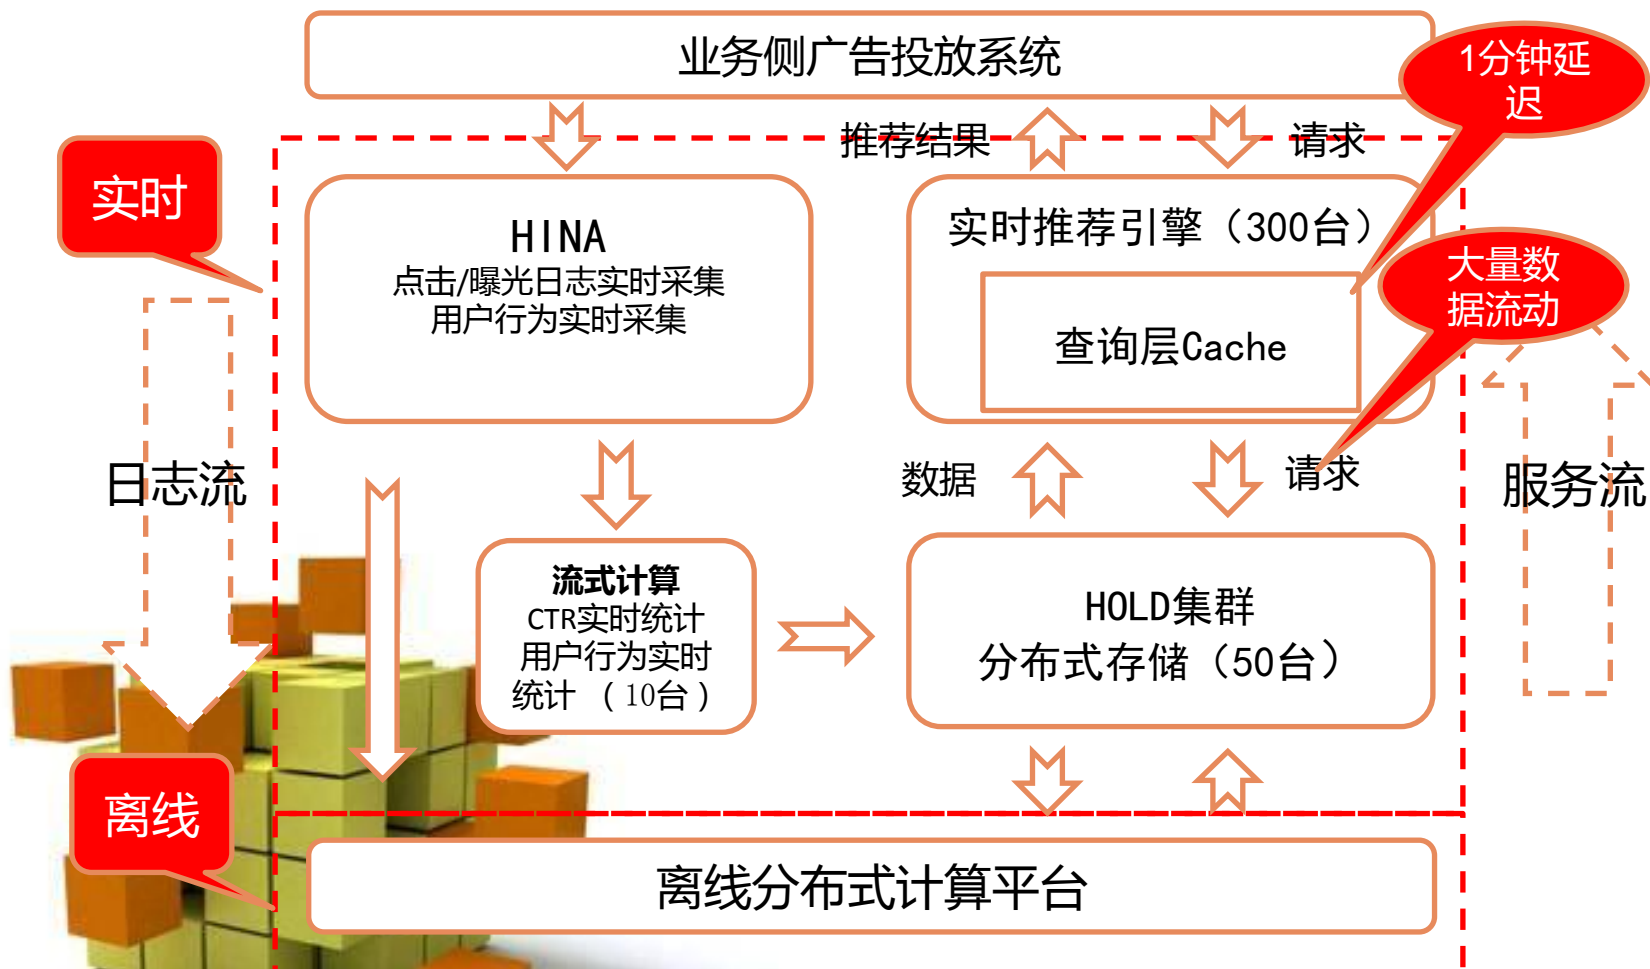 业务侧广告投放系统
1分钟延
迟
推荐结果
请求
实时
HINA
点击/曝光日志实时采集
用户行为实时采集
实时推荐引擎（300台）
查询层Cache
大量数
据流动
日志流
数据
请求
服务流
流式计算
CTR实时统计
用户行为实时
统计 （10台）
HOLD集群
分布式存储（50台）
离线
离线分布式计算平台